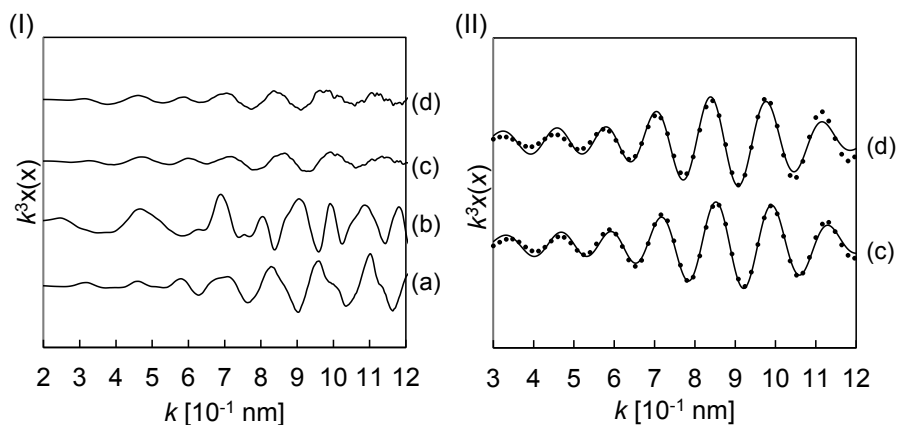 (I)
k³x(x)
(d)
(c)
(b)
(a)
2 3 4 5 6 7 8 9 10 11 12
k [10⁻¹ nm]
(II)
k³x(x)
(d)
(c)
3 4 5 6 7 8 9 10 11 12
k [10⁻¹ nm]